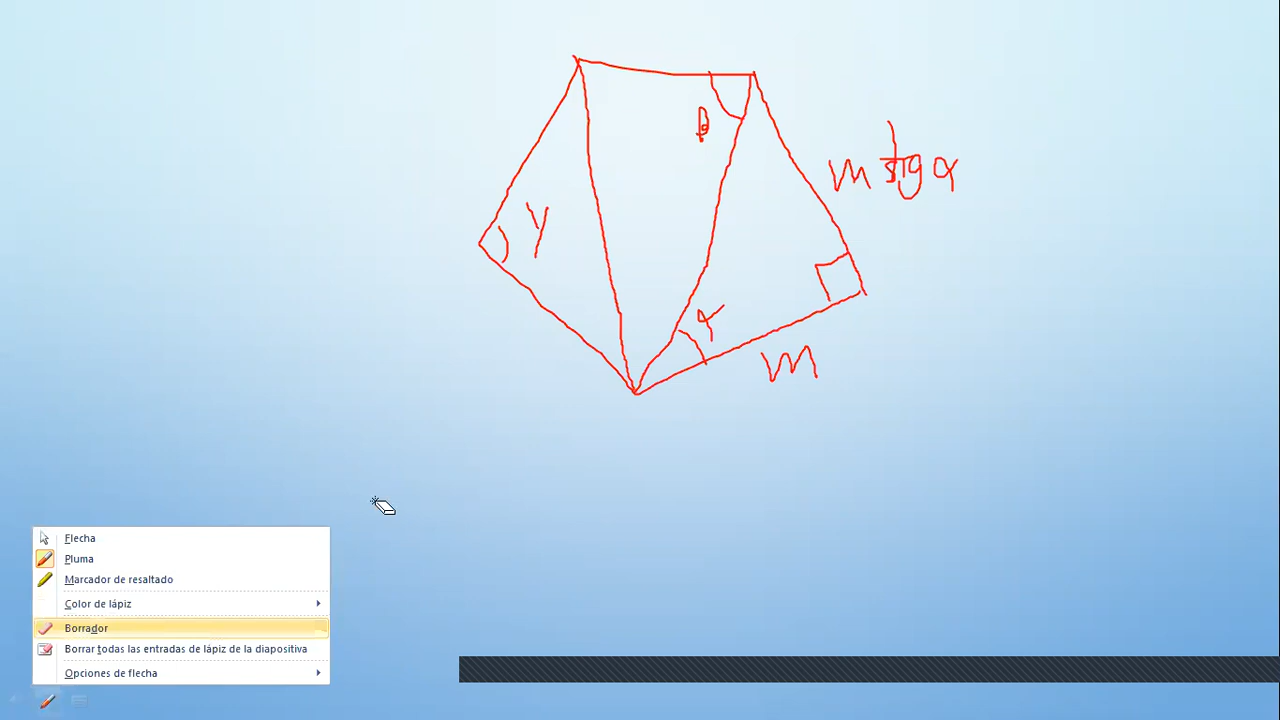 β
m tg α
γ
α
m
Flecha
Pluma
Marcador de resaltado
Color de lápiz
Borrador
Borrar todas las entradas de lápiz de la diapositiva
Opciones de flecha